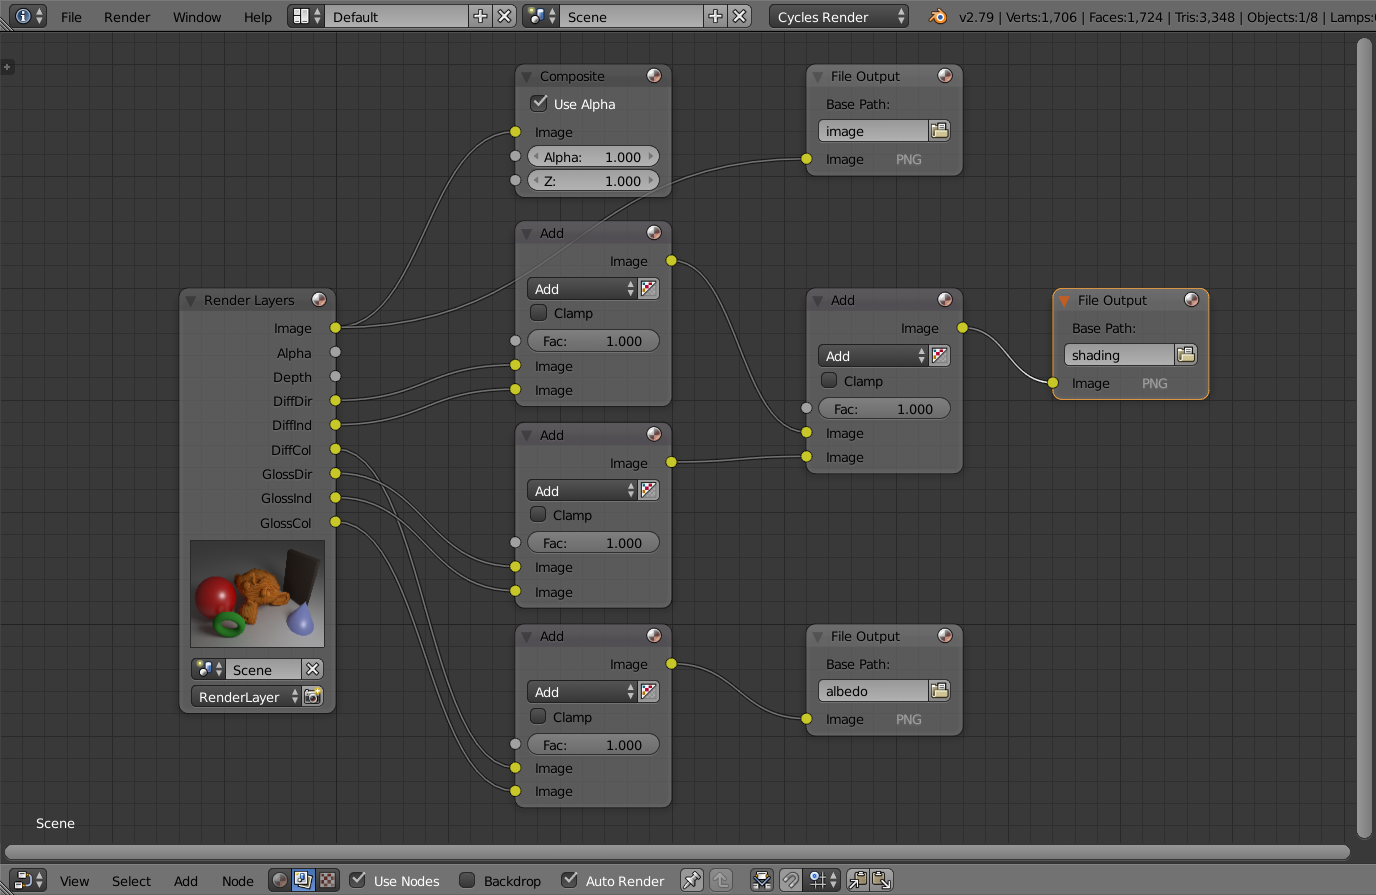 File Render Window Help Default Scene Cycles Render v2.79 | Verts:1,706 | Faces:1,724 | Tris:3,348 | Objects:1/8 | Lamps:
Composite
Use Alpha
Image
Alpha: 1.000
Z: 1.000
File Output
Base Path:
image
Image PNG
Add
Image
Add
Clamp
Fac: 1.000
Image
Image
Render Layers
Image
Alpha
Depth
DiffDir
DiffInd
DiffCol
GlossDir
GlossInd
GlossCol
Scene
RenderLayer
Add
Image
Add
Clamp
Fac: 1.000
Image
Image
File Output
Base Path:
shading
Image PNG
Add
Image
Add
Clamp
Fac: 1.000
Image
Image
Add
Image
Add
Clamp
Fac: 1.000
Image
Image
File Output
Base Path:
albedo
Image PNG
Scene
View Select Add Node Use Nodes Backdrop Auto Render